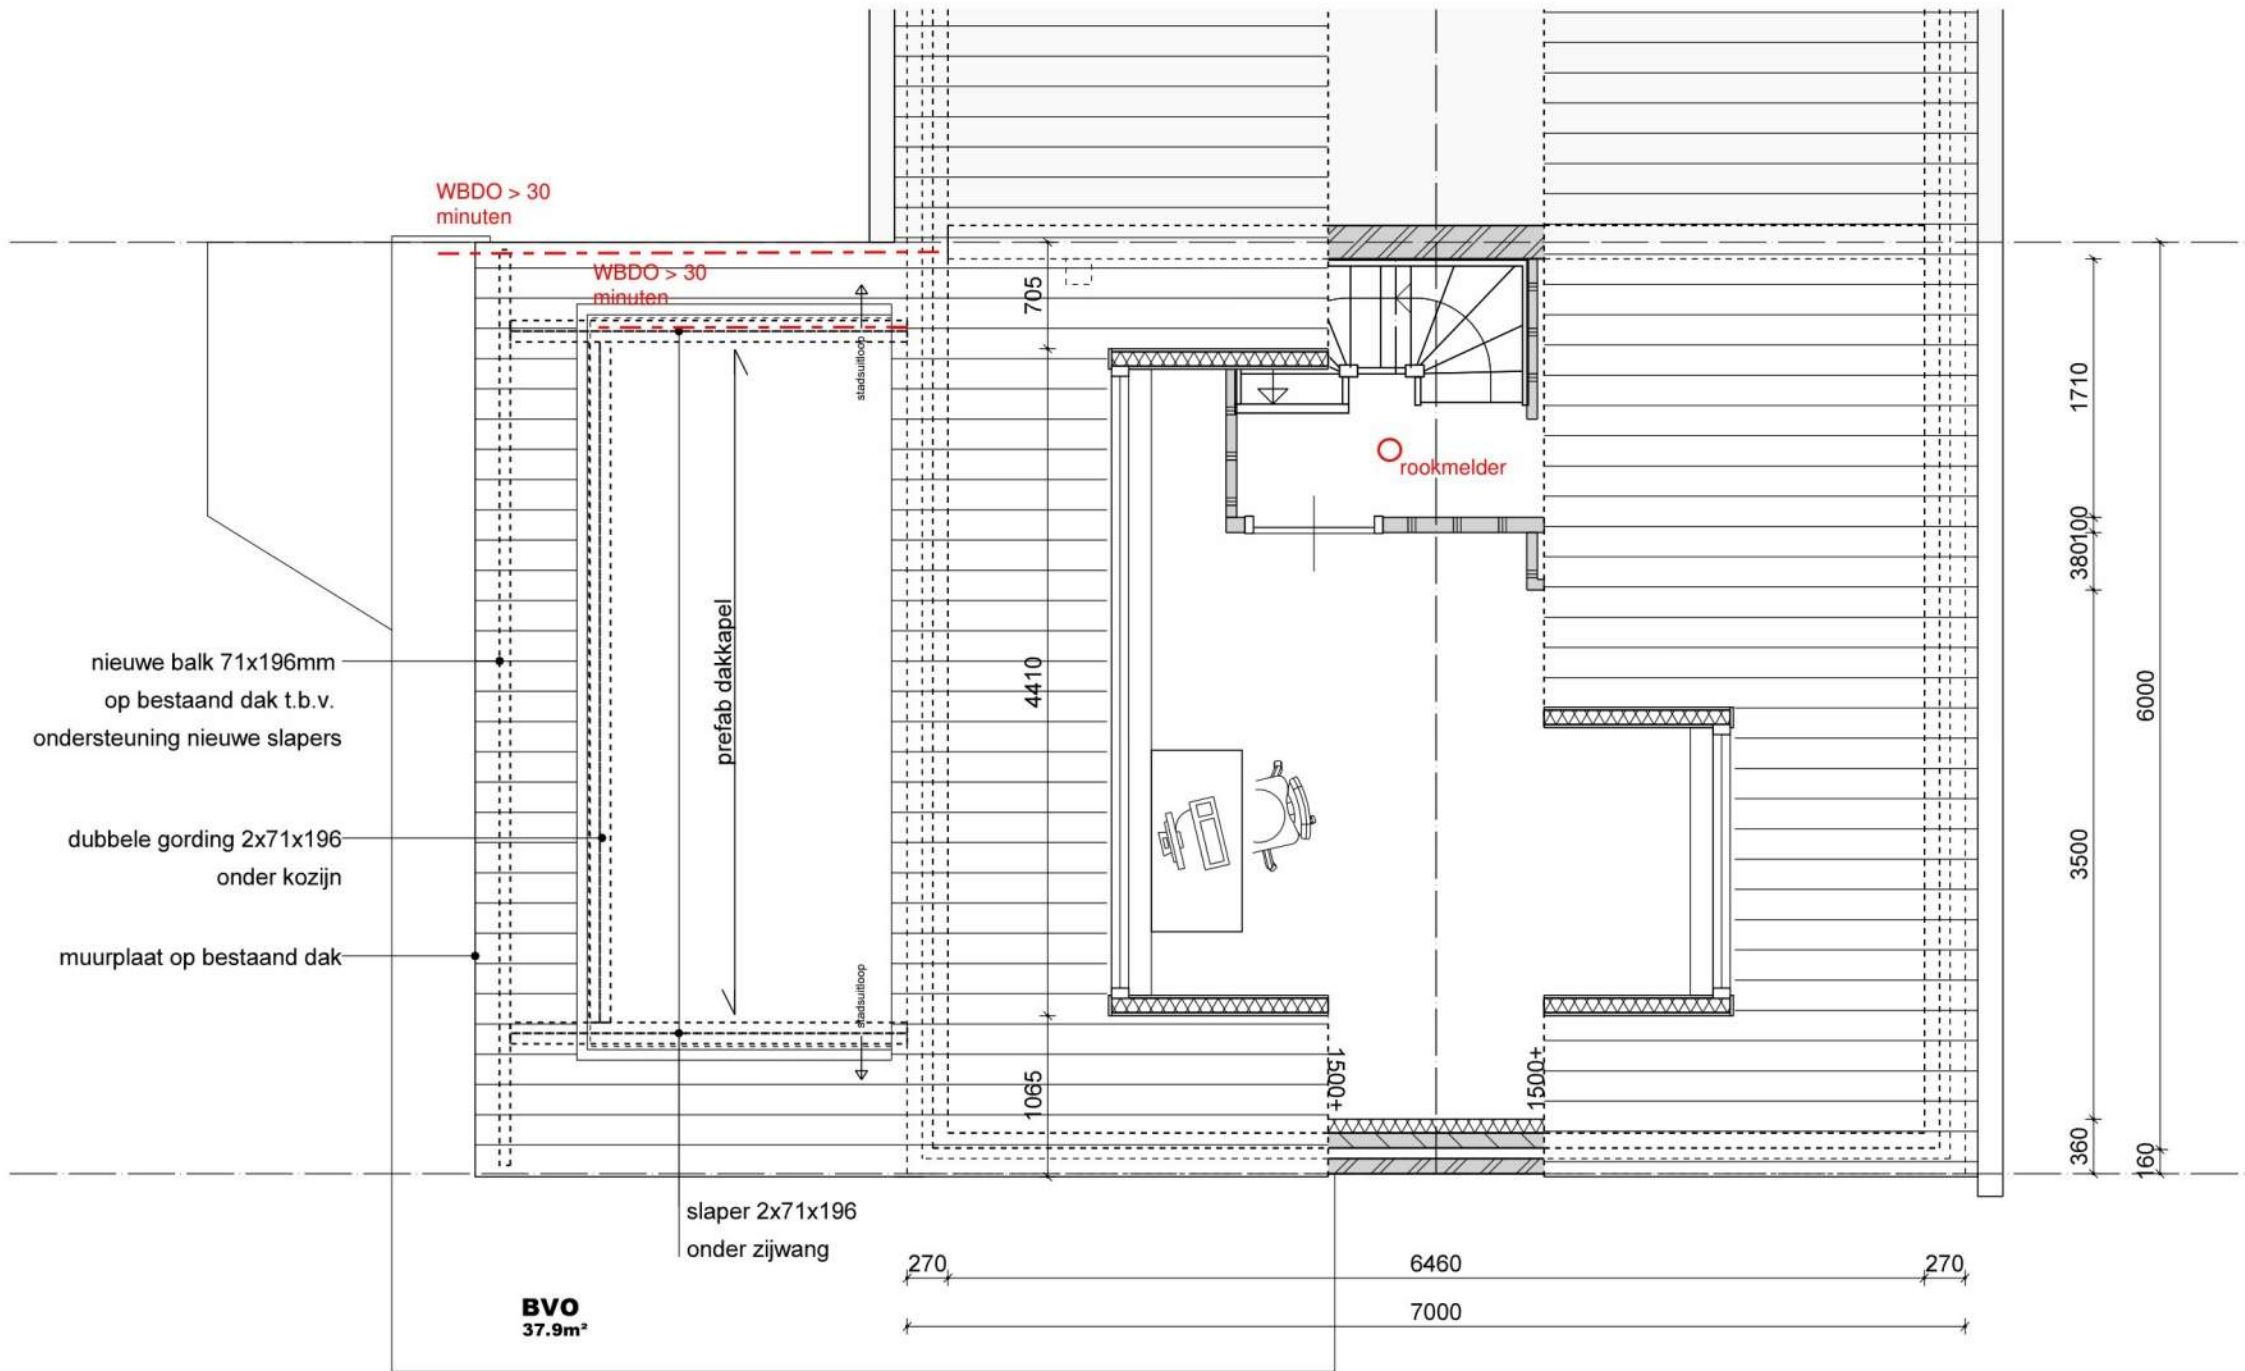 WBDO > 30
minuten
WBDO > 30
minuten
stadsuitloop
705
1710
rookmelder
380100
nieuwe balk 71x196mm
op bestaand dak t.b.v.
ondersteuning nieuwe slapers
prefab dakkapel
4410
6000
dubbele gording 2x71x196
onder kozijn
3500
muurplaat op bestaand dak
stadsuitloop
1065
1500+
1500+
360
160
slaper 2x71x196
onder zijwang
270
6460
270
7000
BVO
37.9m²